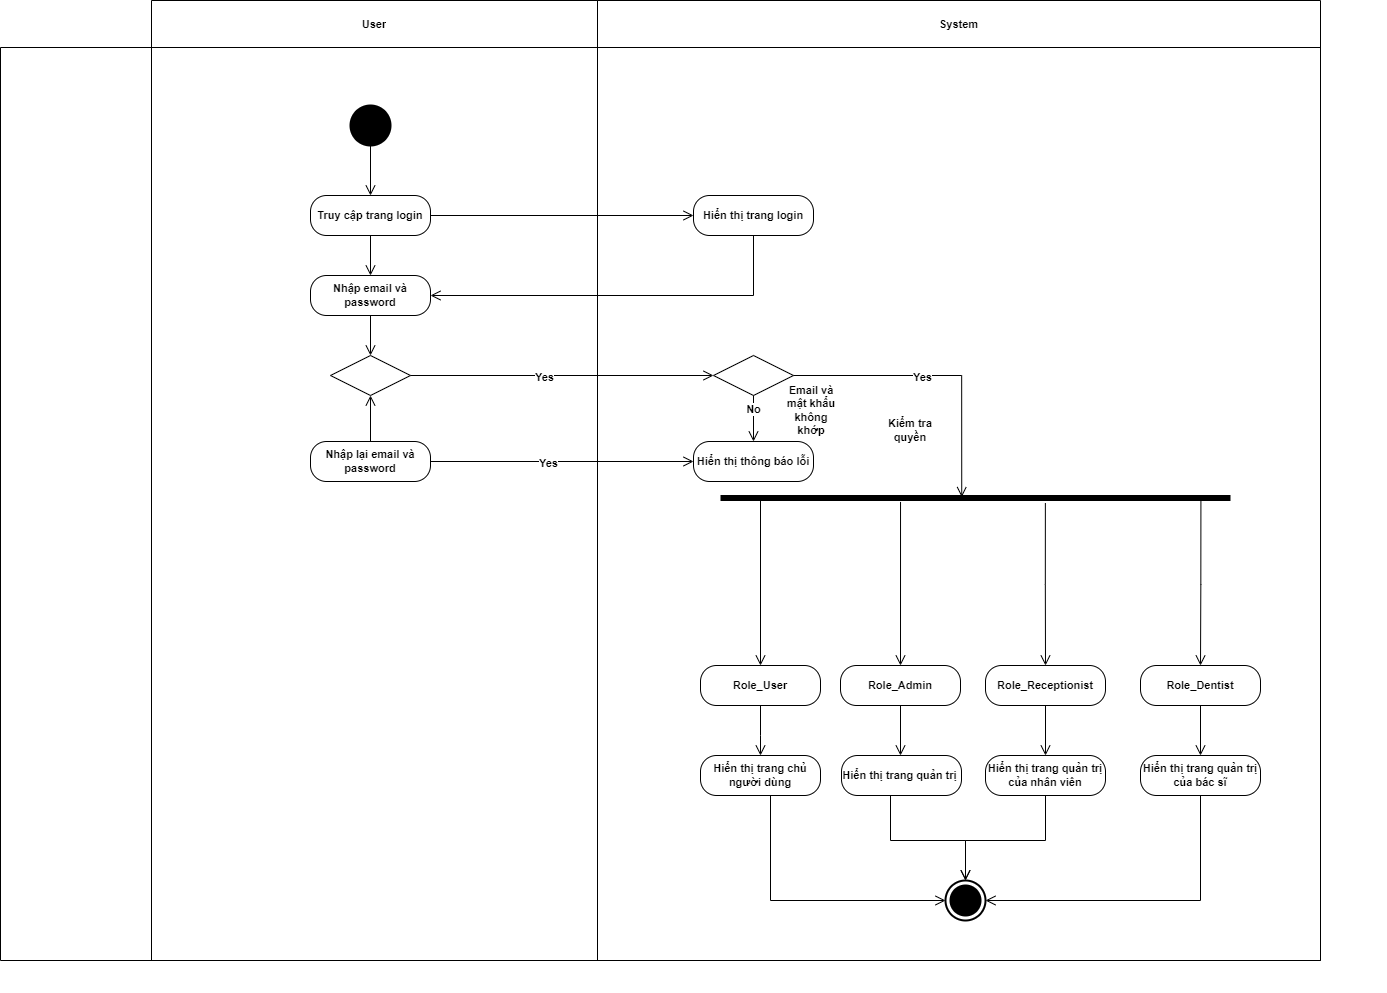 User
System
Truy cập trang login
Hiển thị trang login
Nhập email và
password
Yes
Yes
No
Email và
mật khẩu
không
khớp
Kiểm tra
quyền
Nhập lại email và
password
Yes
Hiển thị thông báo lỗi
Role_User
Role_Admin
Role_Receptionist
Role_Dentist
Hiển thị trang chủ
người dùng
Hiển thị trang quản trị
Hiển thị trang quản trị
của nhân viên
Hiển thị trang quản trị
của bác sĩ